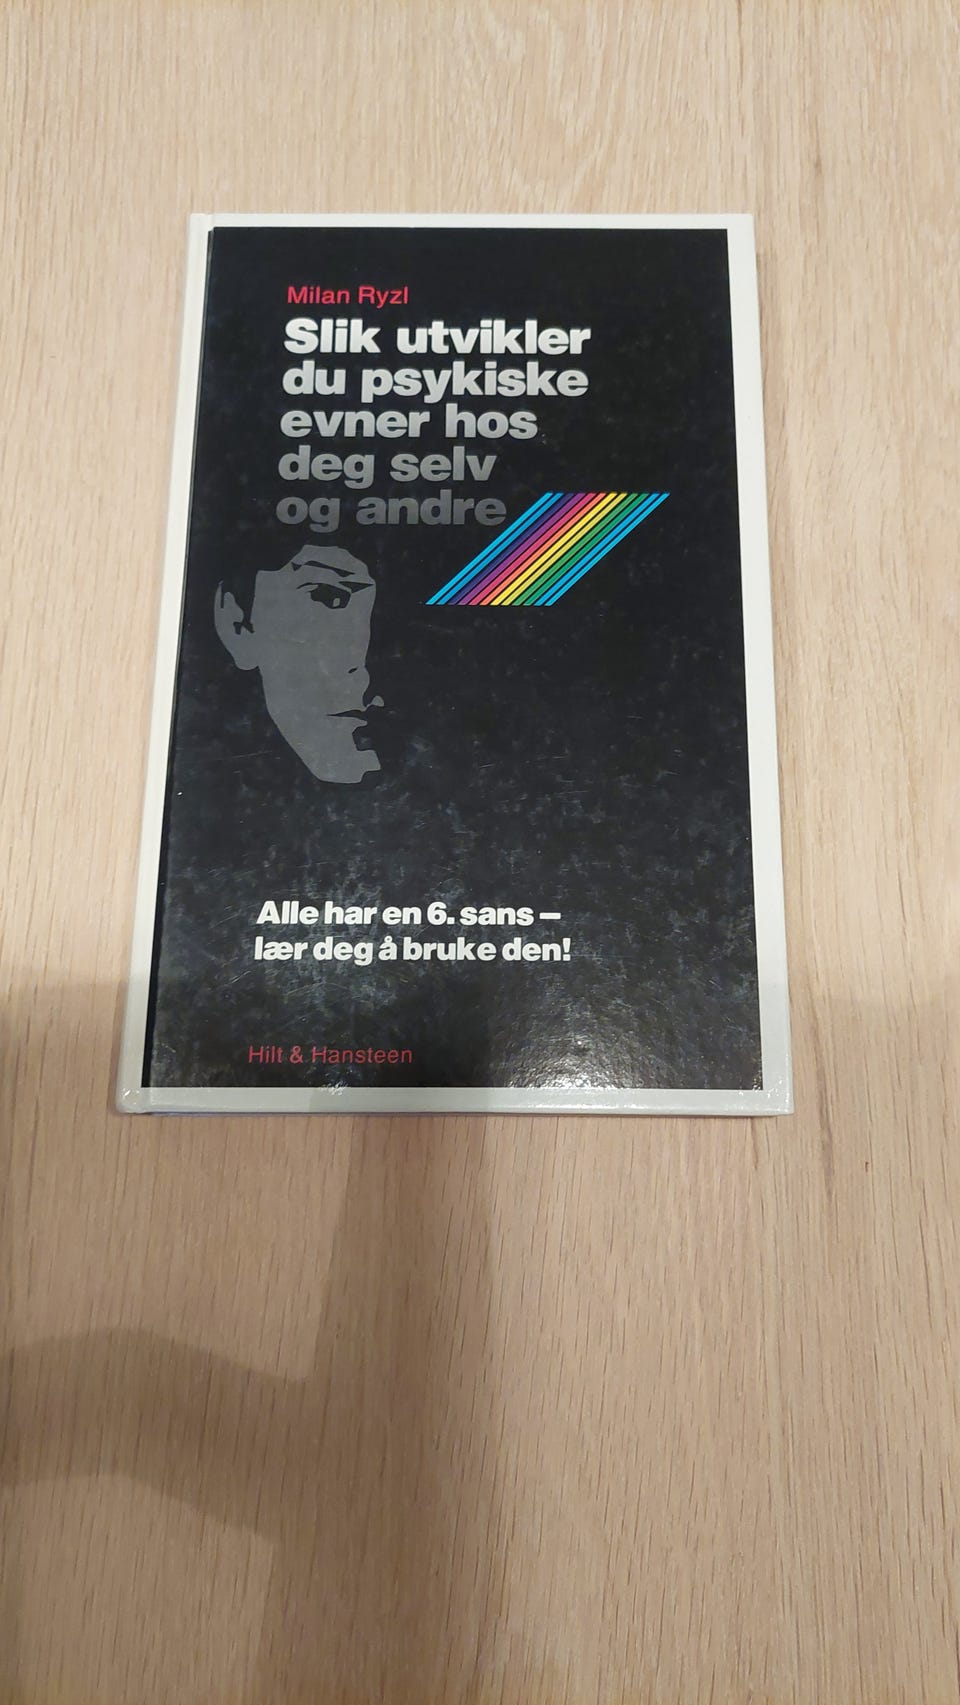 Milan Ryzl
Slik utvikler
du psykiske
evner hos
deg selv
og andre
Alle har en 6. sans –
lær deg å bruke den!
Hilt & Hansteen